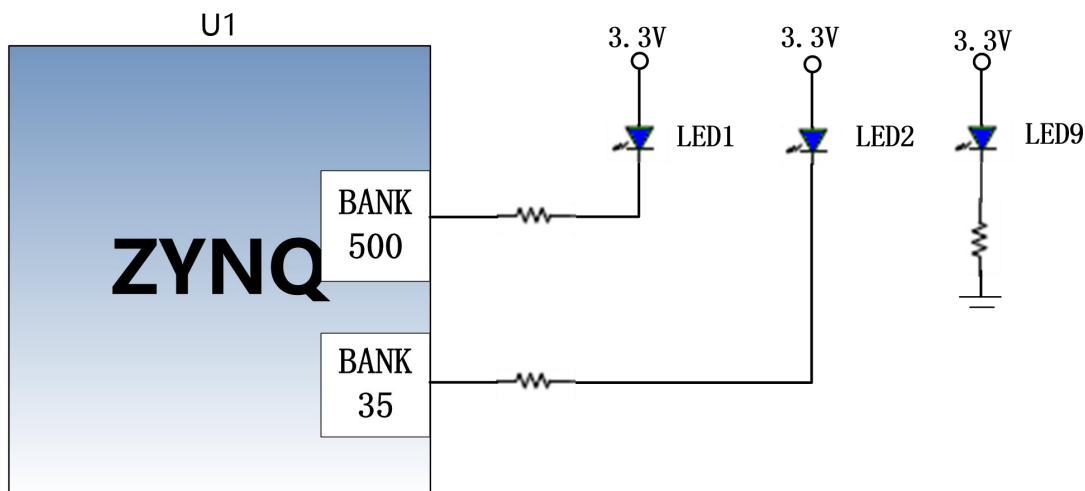 U1
3.3V
3.3V
3.3V
LED1
LED2
LED9
BANK
500
ZYNQ
BANK
35